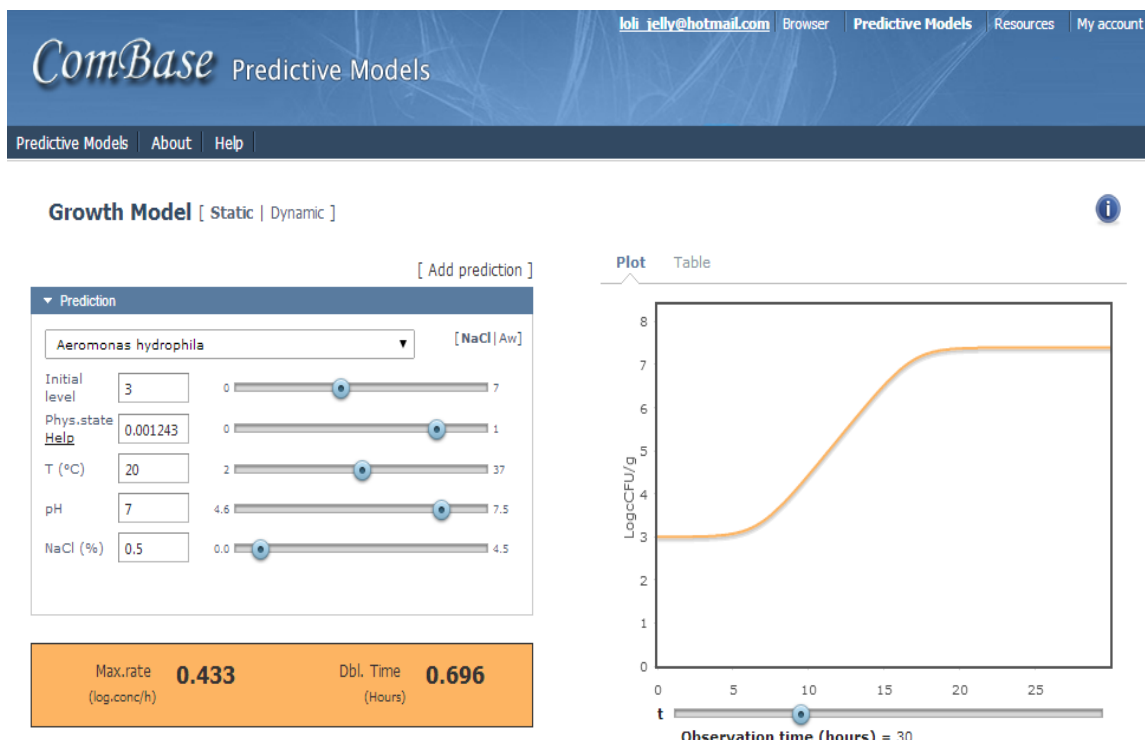 loli_jelly@hotmail.com Browser Predictive Models Resources My account
ComBase Predictive Models
Predictive Models About Help
Growth Model [ Static | Dynamic ]
i
[ Add prediction ]
Prediction
Aeromonas hydrophila [NaCl|Aw]
Initial level 3 0 7
Phys.state Help 0.001243 0 1
T (°C) 20 2 37
pH 7 4.6 7.5
NaCl (%) 0.5 0.0 4.5
Max.rate (log.conc/h) 0.433 Dbl. Time (Hours) 0.696
Plot Table
LogcCFU/g
8
7
6
5
4
3
2
1
0
0 5 10 15 20 25
t
Observation time (hours) = 30